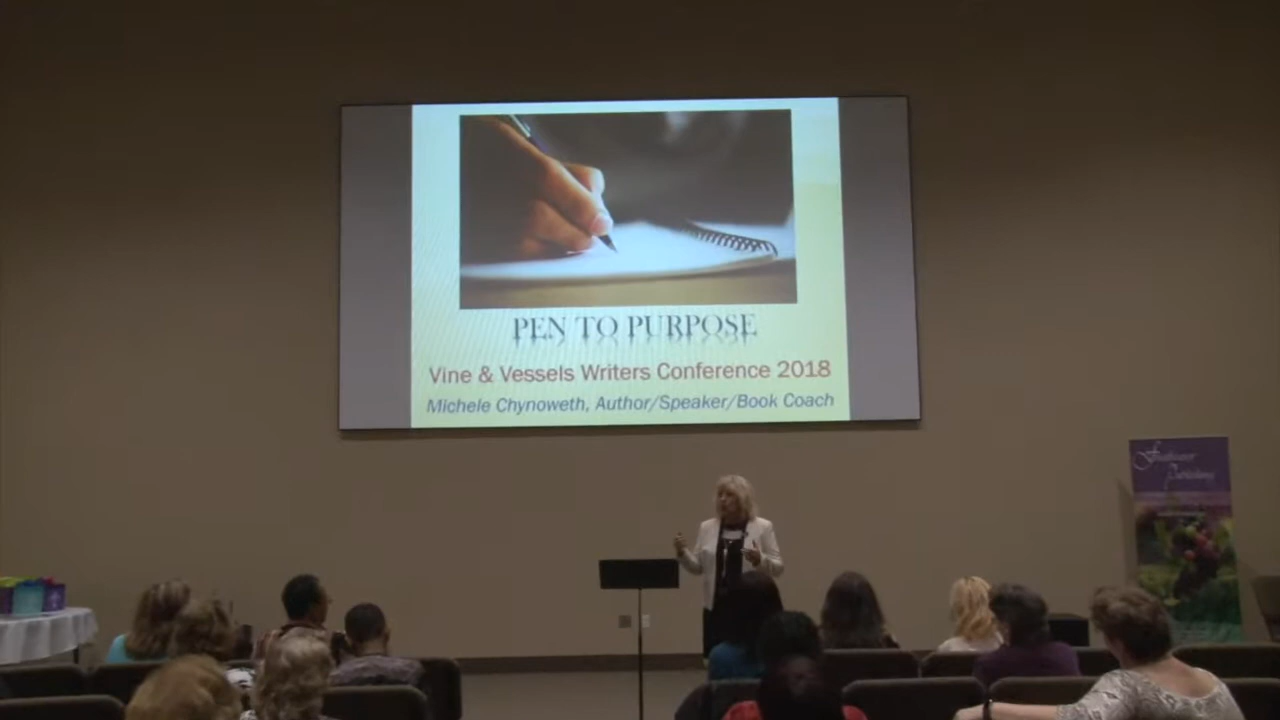 PEN TO PURPOSE
Vine & Vessels Writers Conference 2018
Michele Chynoweth, Author/Speaker/Book Coach